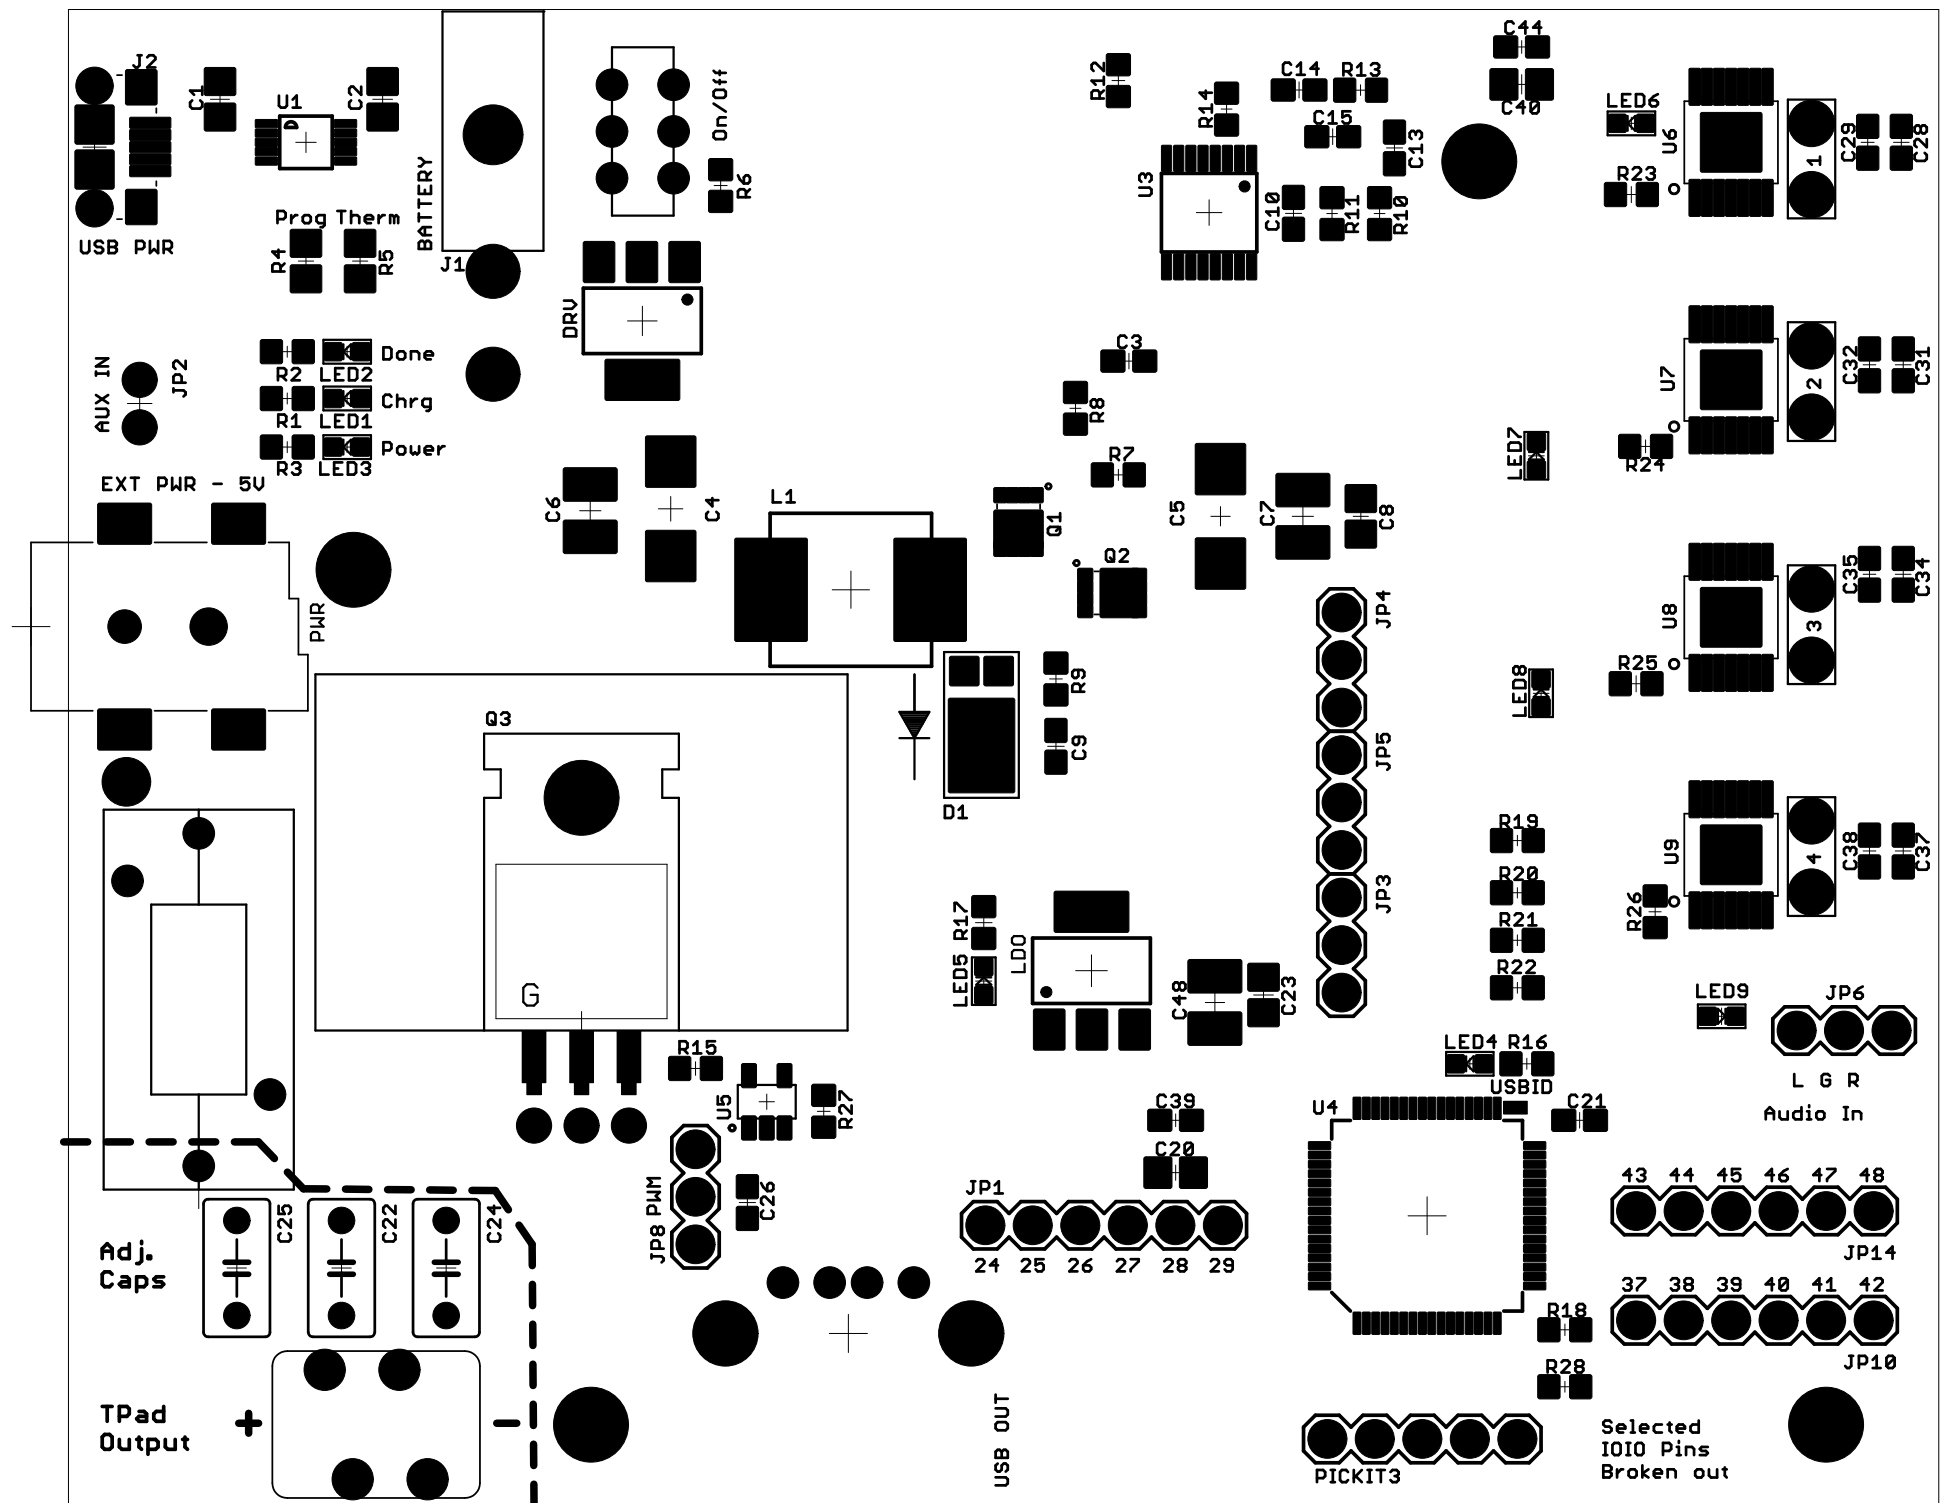 J2
C1
U1
C2
USB PWR
Prog Therm
R4
R5
BATTERY
J1
On/Off
R6
DRV
AUX IN
JP2
R2
LED2
Done
R1
LED1
Chrg
R3
LED3
Power
EXT PWR - 5V
PWR
C6
C4
L1
Q1
Q2
R12
R14
C14
R13
C15
C13
U3
C10
R11
R10
C44
C40
C3
R8
R7
C5
C7
C8
LED6
R23
U6
1
C29
C28
U7
2
C32
C31
LED7
R24
U8
3
C35
C34
LED8
R25
U9
4
C38
C37
R26
JP4
JP5
JP3
R9
C9
D1
Q3
G
R19
R20
R21
R22
R17
LED5
LDO
C48
C23
LED9
JP6
L G R
Audio In
LED4
R16
USBID
U4
C21
R15
U5
R27
C39
C20
PWM
JP8
C26
JP1
24 25 26 27 28 29
43 44 45 46 47 48
JP14
37 38 39 40 41 42
JP10
R18
R28
C25
C22
C24
Adj.
Caps
TPad
Output
+
-
USB OUT
PICKIT3
Selected
IOIO Pins
Broken out